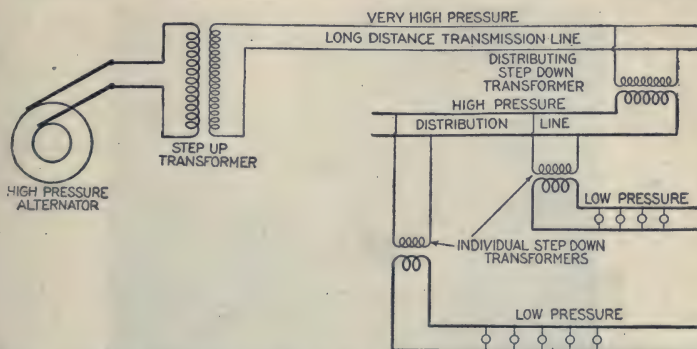 VERY HIGH PRESSURE
LONG DISTANCE TRANSMISSION LINE
DISTRIBUTING
STEP DOWN
TRANSFORMER
HIGH PRESSURE
DISTRIBUTION LINE
STEP UP
TRANSFORMER
HIGH PRESSURE
ALTERNATOR
LOW PRESSURE
INDIVIDUAL STEP DOWN
TRANSFORMERS
LOW PRESSURE